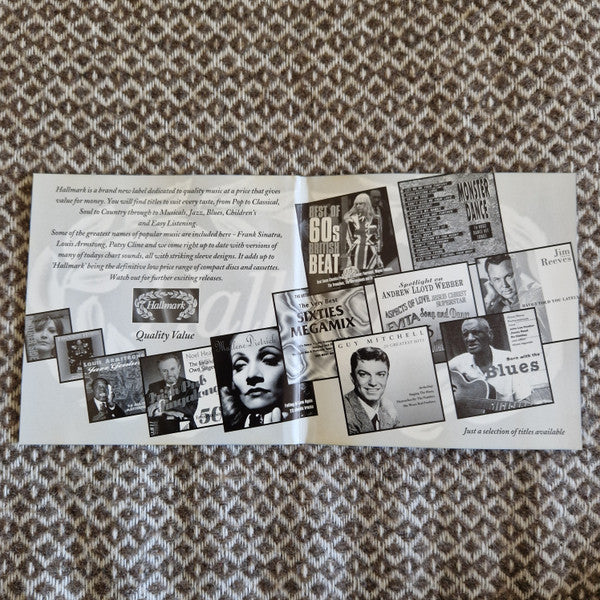 Hallmark is a brand new label dedicated to quality music at a price that gives
value for money. You will find titles to suit every taste, from Pop to Classical,
Soul to Country through to Musicals, Jazz, Blues, Children's
and Easy Listening.
Some of the greatest names of popular music are included here - Frank Sinatra,
Louis Armstrong, Patsy Cline and we come right up to date with versions of
many of todays chart sounds, all with striking sleeve designs. It adds up to
'Hallmark' being the definitive low price range of compact discs and cassettes.
Watch out for further exciting releases.
Hallmark
Quality Value
LOUIS ARMSTRONG
Marlene Dietrich
BEST OF
60s
BRITISH
BEAT
MONSTER
DANCE
The Very Best
SIXTIES
MEGAMIX
Spotlight on
ANDREW LLOYD WEBBER
ASPECTS OF LOVE
JESUS CHRIST
SUPERSTAR
EVITA
Song and Dance
Jim
Reeves
GUY MITCHELL
20 GREATEST HITS
Born with the
Blues
Just a selection of titles available